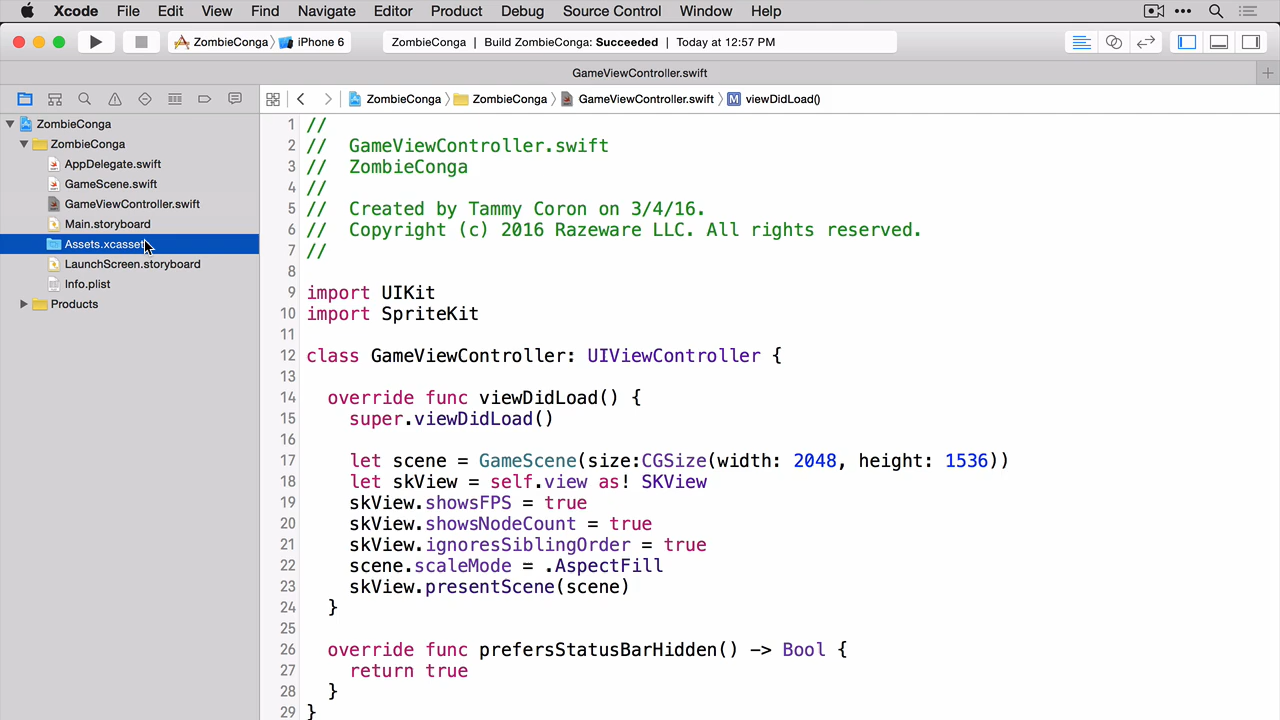 Xcode File Edit View Find Navigate Editor Product Debug Source Control Window Help
ZombieConga iPhone 6 ZombieConga | Build ZombieConga: Succeeded | Today at 12:57 PM
GameViewController.swift
ZombieConga ZombieConga GameViewController.swift M viewDidLoad()
ZombieConga
ZombieConga
AppDelegate.swift
GameScene.swift
GameViewController.swift
Main.storyboard
Assets.xcasset
LaunchScreen.storyboard
Info.plist
Products
1 //
2 // GameViewController.swift
3 // ZombieConga
4 //
5 // Created by Tammy Coron on 3/4/16.
6 // Copyright (c) 2016 Razeware LLC. All rights reserved.
7 //
8
9 import UIKit
10 import SpriteKit
11
12 class GameViewController: UIViewController {
13
14 override func viewDidLoad() {
15 super.viewDidLoad()
16
17 let scene = GameScene(size:CGSize(width: 2048, height: 1536))
18 let skView = self.view as! SKView
19 skView.showsFPS = true
20 skView.showsNodeCount = true
21 skView.ignoresSiblingOrder = true
22 scene.scaleMode = .AspectFill
23 skView.presentScene(scene)
24 }
25
26 override func prefersStatusBarHidden() -> Bool {
27 return true
28 }
29 }